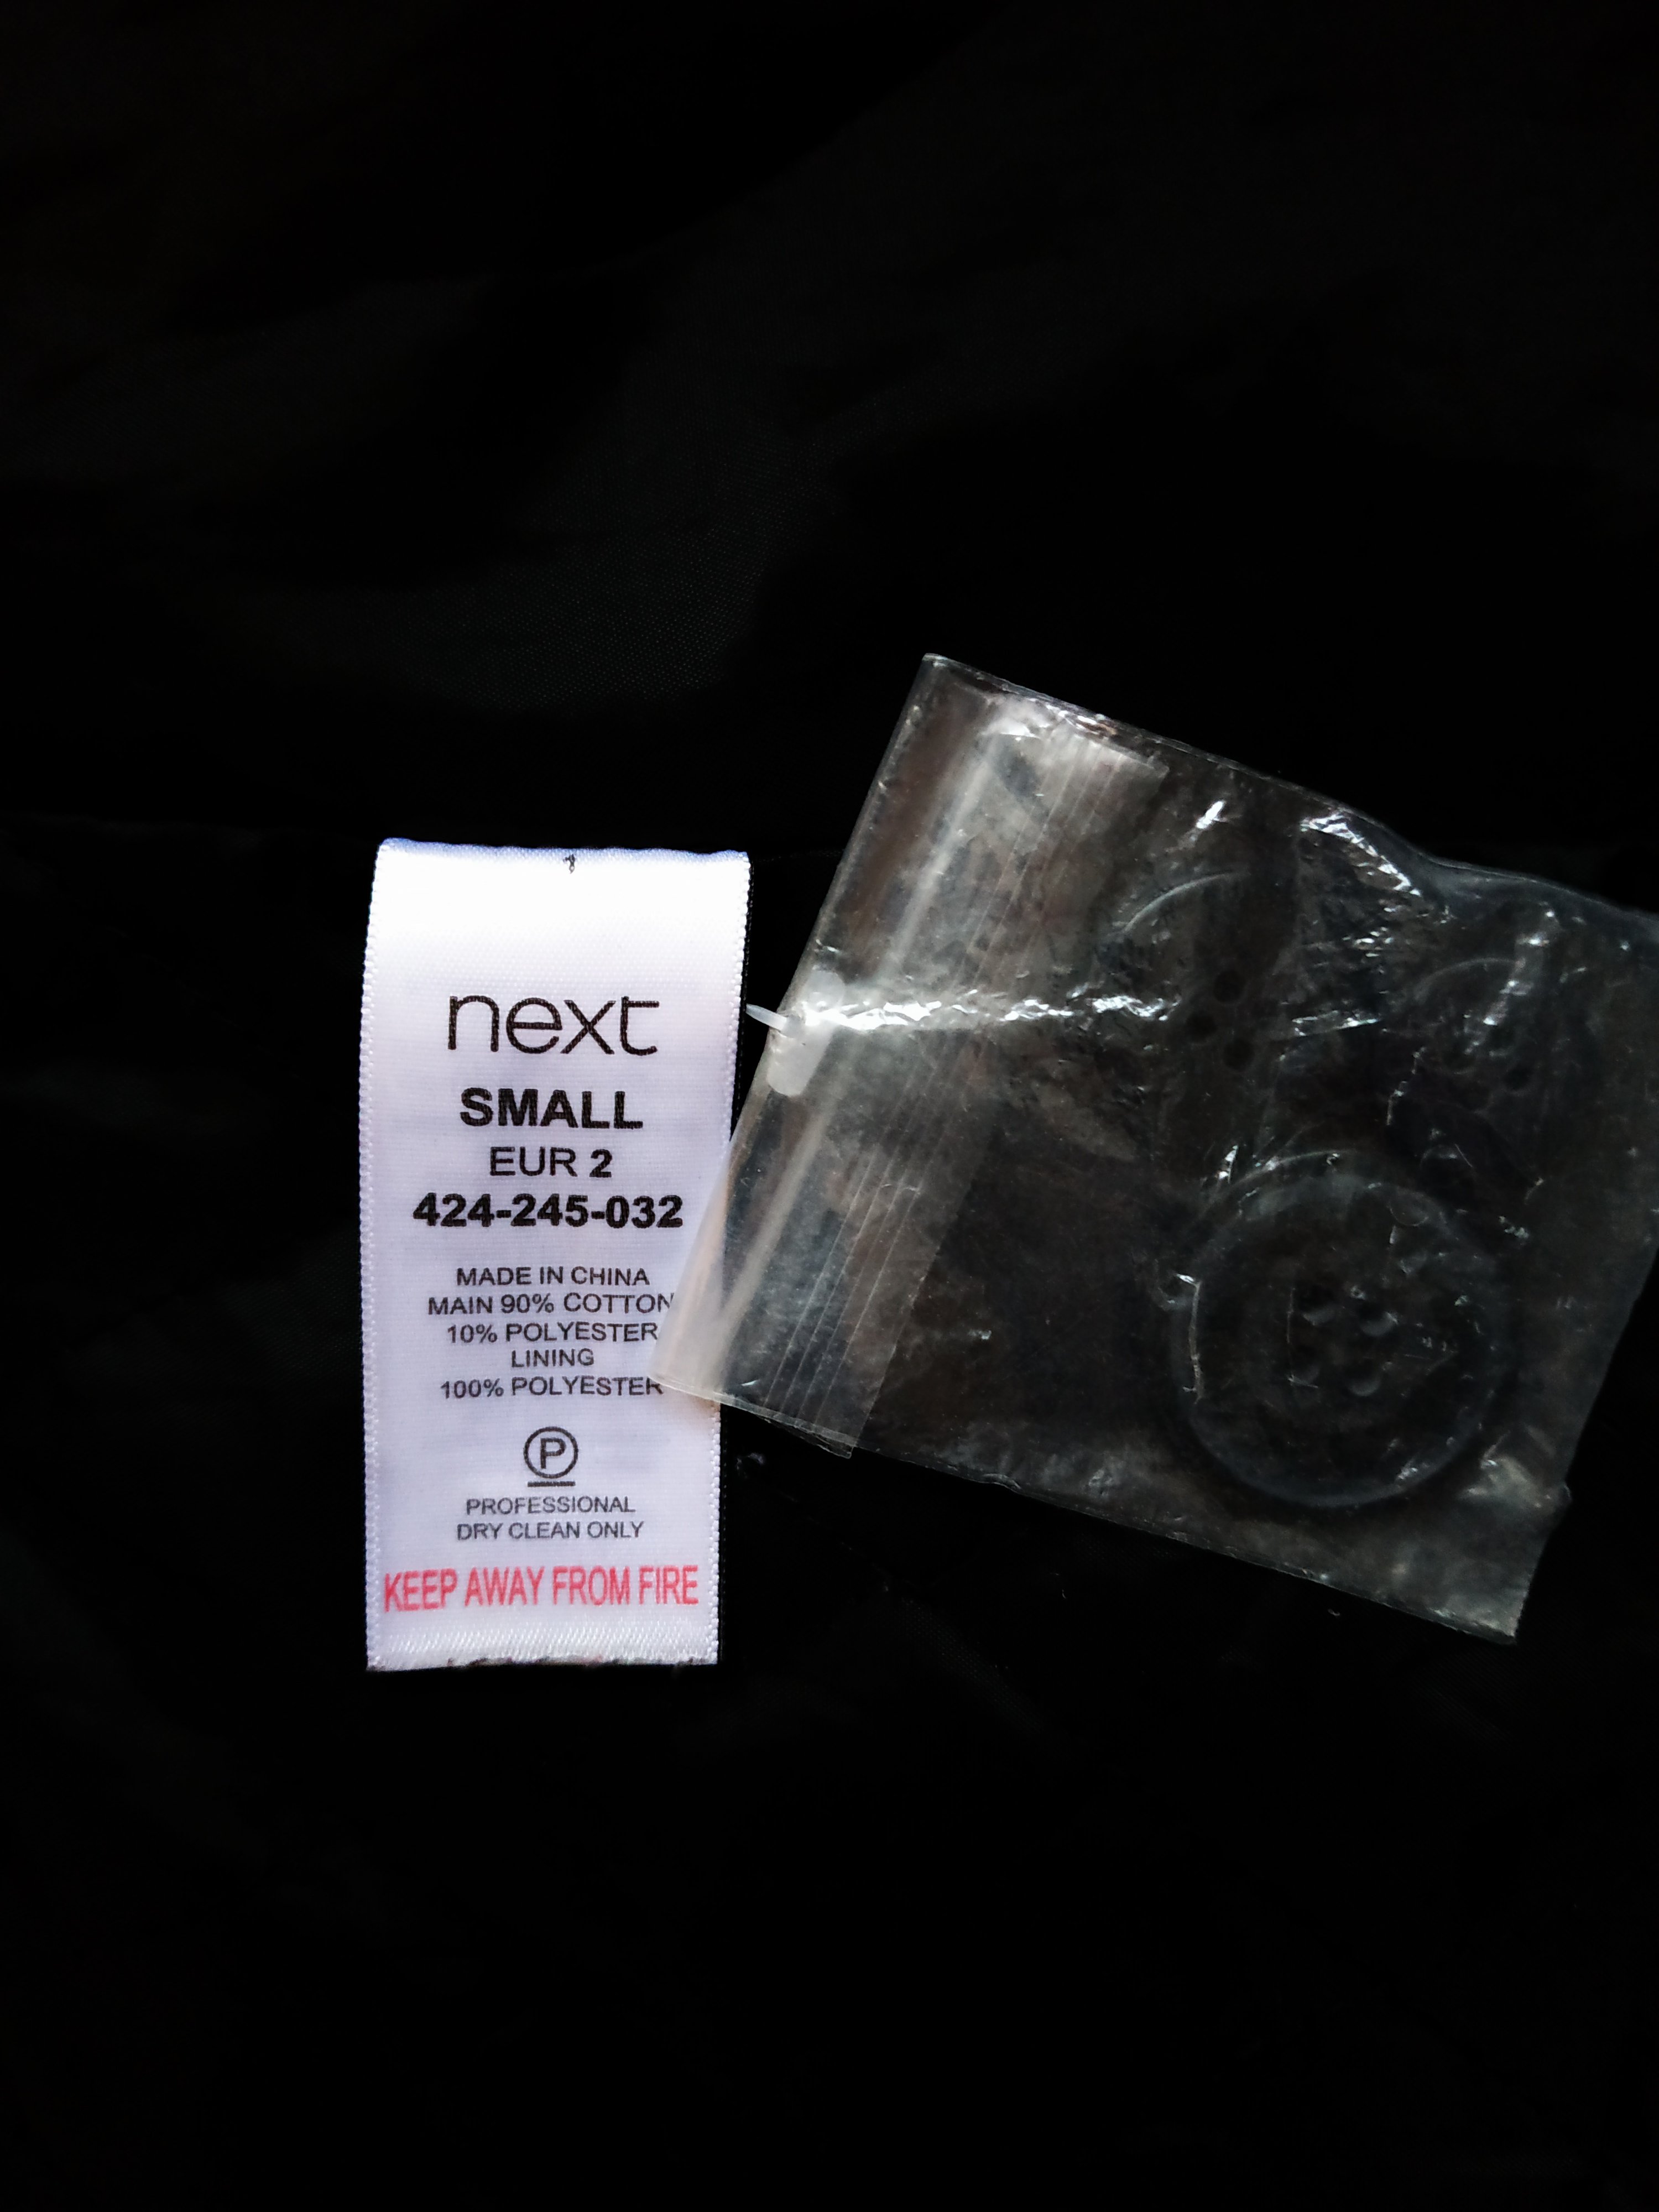 next
SMALL
EUR 2
424-245-032
MADE IN CHINA
MAIN 90% COTTON
10% POLYESTER
LINING
100% POLYESTER
P
PROFESSIONAL
DRY CLEAN ONLY
KEEP AWAY FROM FIRE